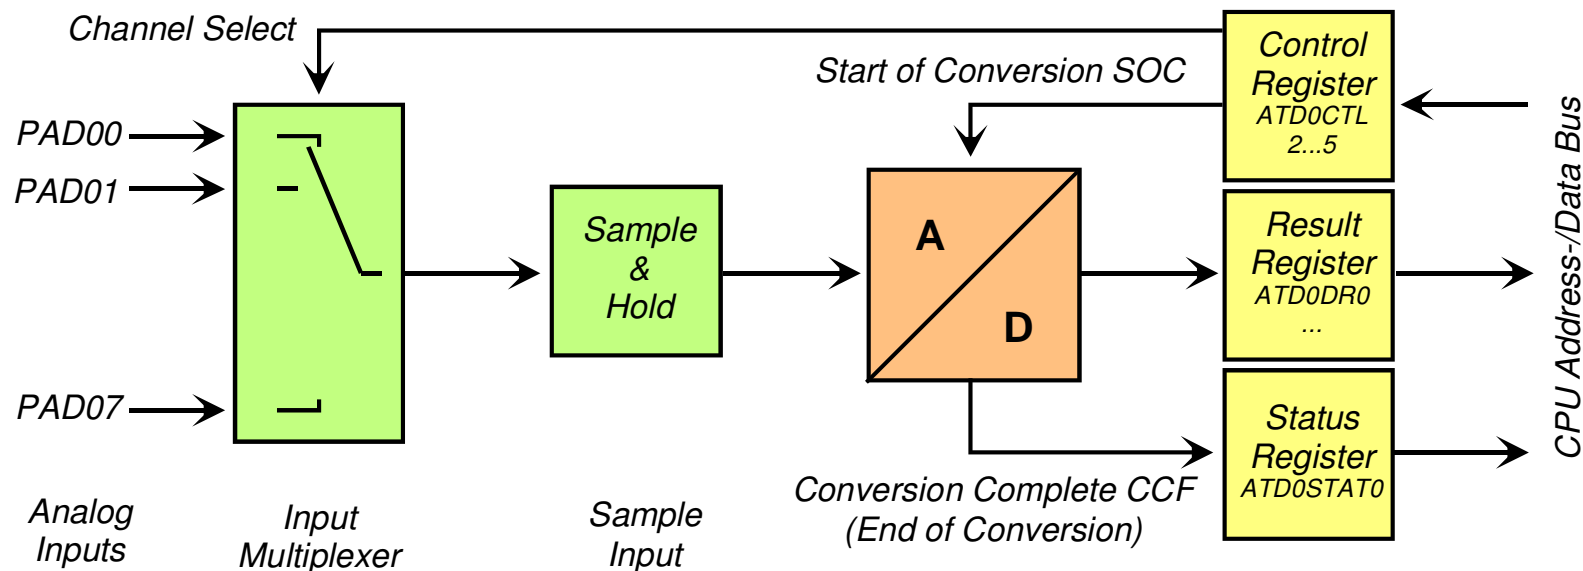 Channel Select
Start of Conversion SOC
Control
Register
ATD0CTL
2...5
PAD00
PAD01
PAD07
Sample
&
Hold
A
D
Result
Register
ATD0DR0
...
Status
Register
ATD0STAT0
CPU Address-/Data Bus
Conversion Complete CCF
(End of Conversion)
Analog
Inputs
Input
Multiplexer
Sample
Input